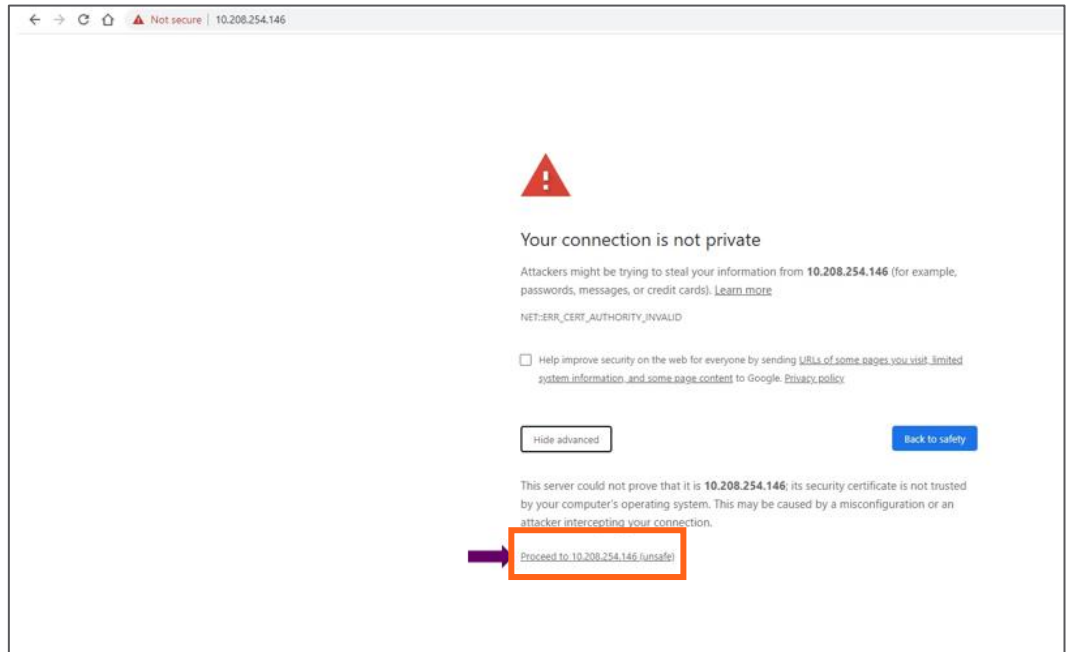 Not secure | 10.208.254.146
Your connection is not private
Attackers might be trying to steal your information from 10.208.254.146 (for example,
passwords, messages, or credit cards). Learn more
NET::ERR_CERT_AUTHORITY_INVALID
Help improve security on the web for everyone by sending URLs of some pages you visit, limited
system information, and some page content to Google. Privacy policy
Hide advanced
Back to safety
This server could not prove that it is 10.208.254.146; its security certificate is not trusted
by your computer's operating system. This may be caused by a misconfiguration or an
attacker intercepting your connection.
Proceed to 10.208.254.146 (unsafe)